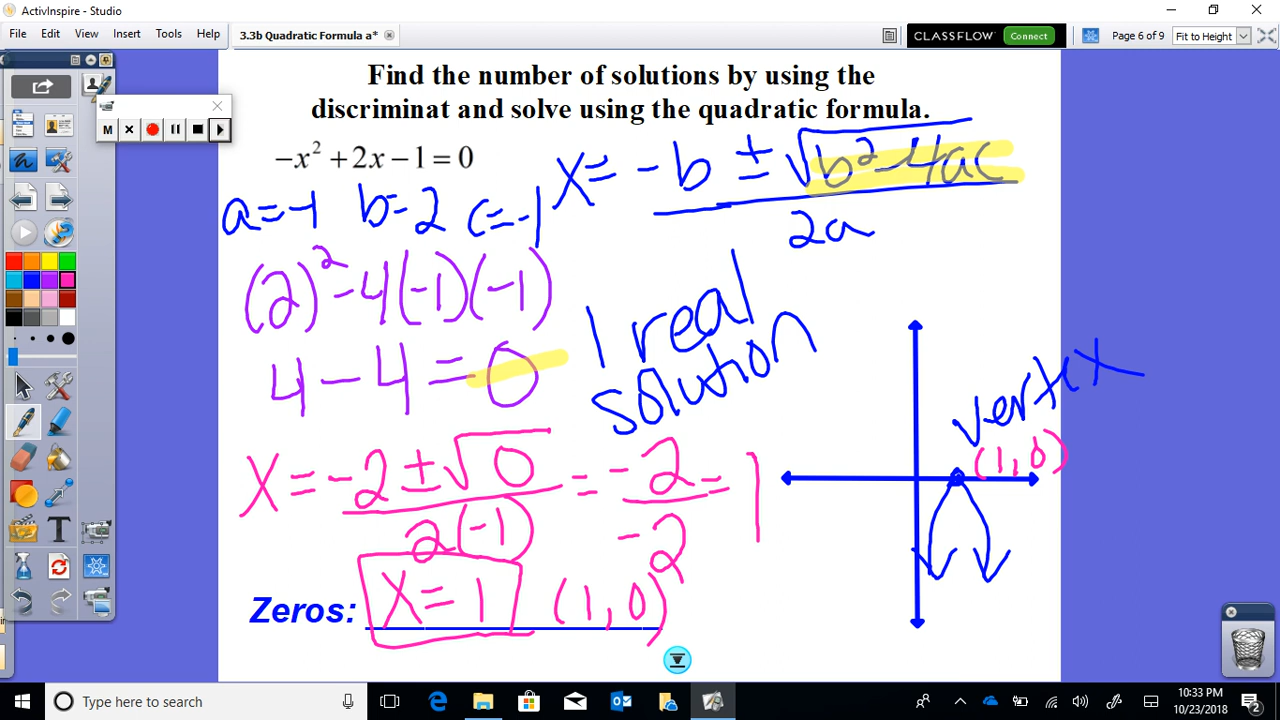 ActivInspire - Studio
File Edit View Insert Tools Help
3.3b Quadratic Formula a*
CLASSFLOW Connect
Page 6 of 9
Fit to Height
M
Find the number of solutions by using the
discriminat and solve using the quadratic formula.
−x² + 2x − 1 = 0
x = -b ± √b²-4ac
2a
a=-1 b=2 c=-1
(2)² - 4(-1)(-1)
4 - 4 = 0
1 real
solution
vertex
(1,0)
x
x = -2 ± √0 = -2 = 1
2(-1) -2
Zeros: x = 1 (1,0)
Type here to search
10:33 PM
10/23/2018
2